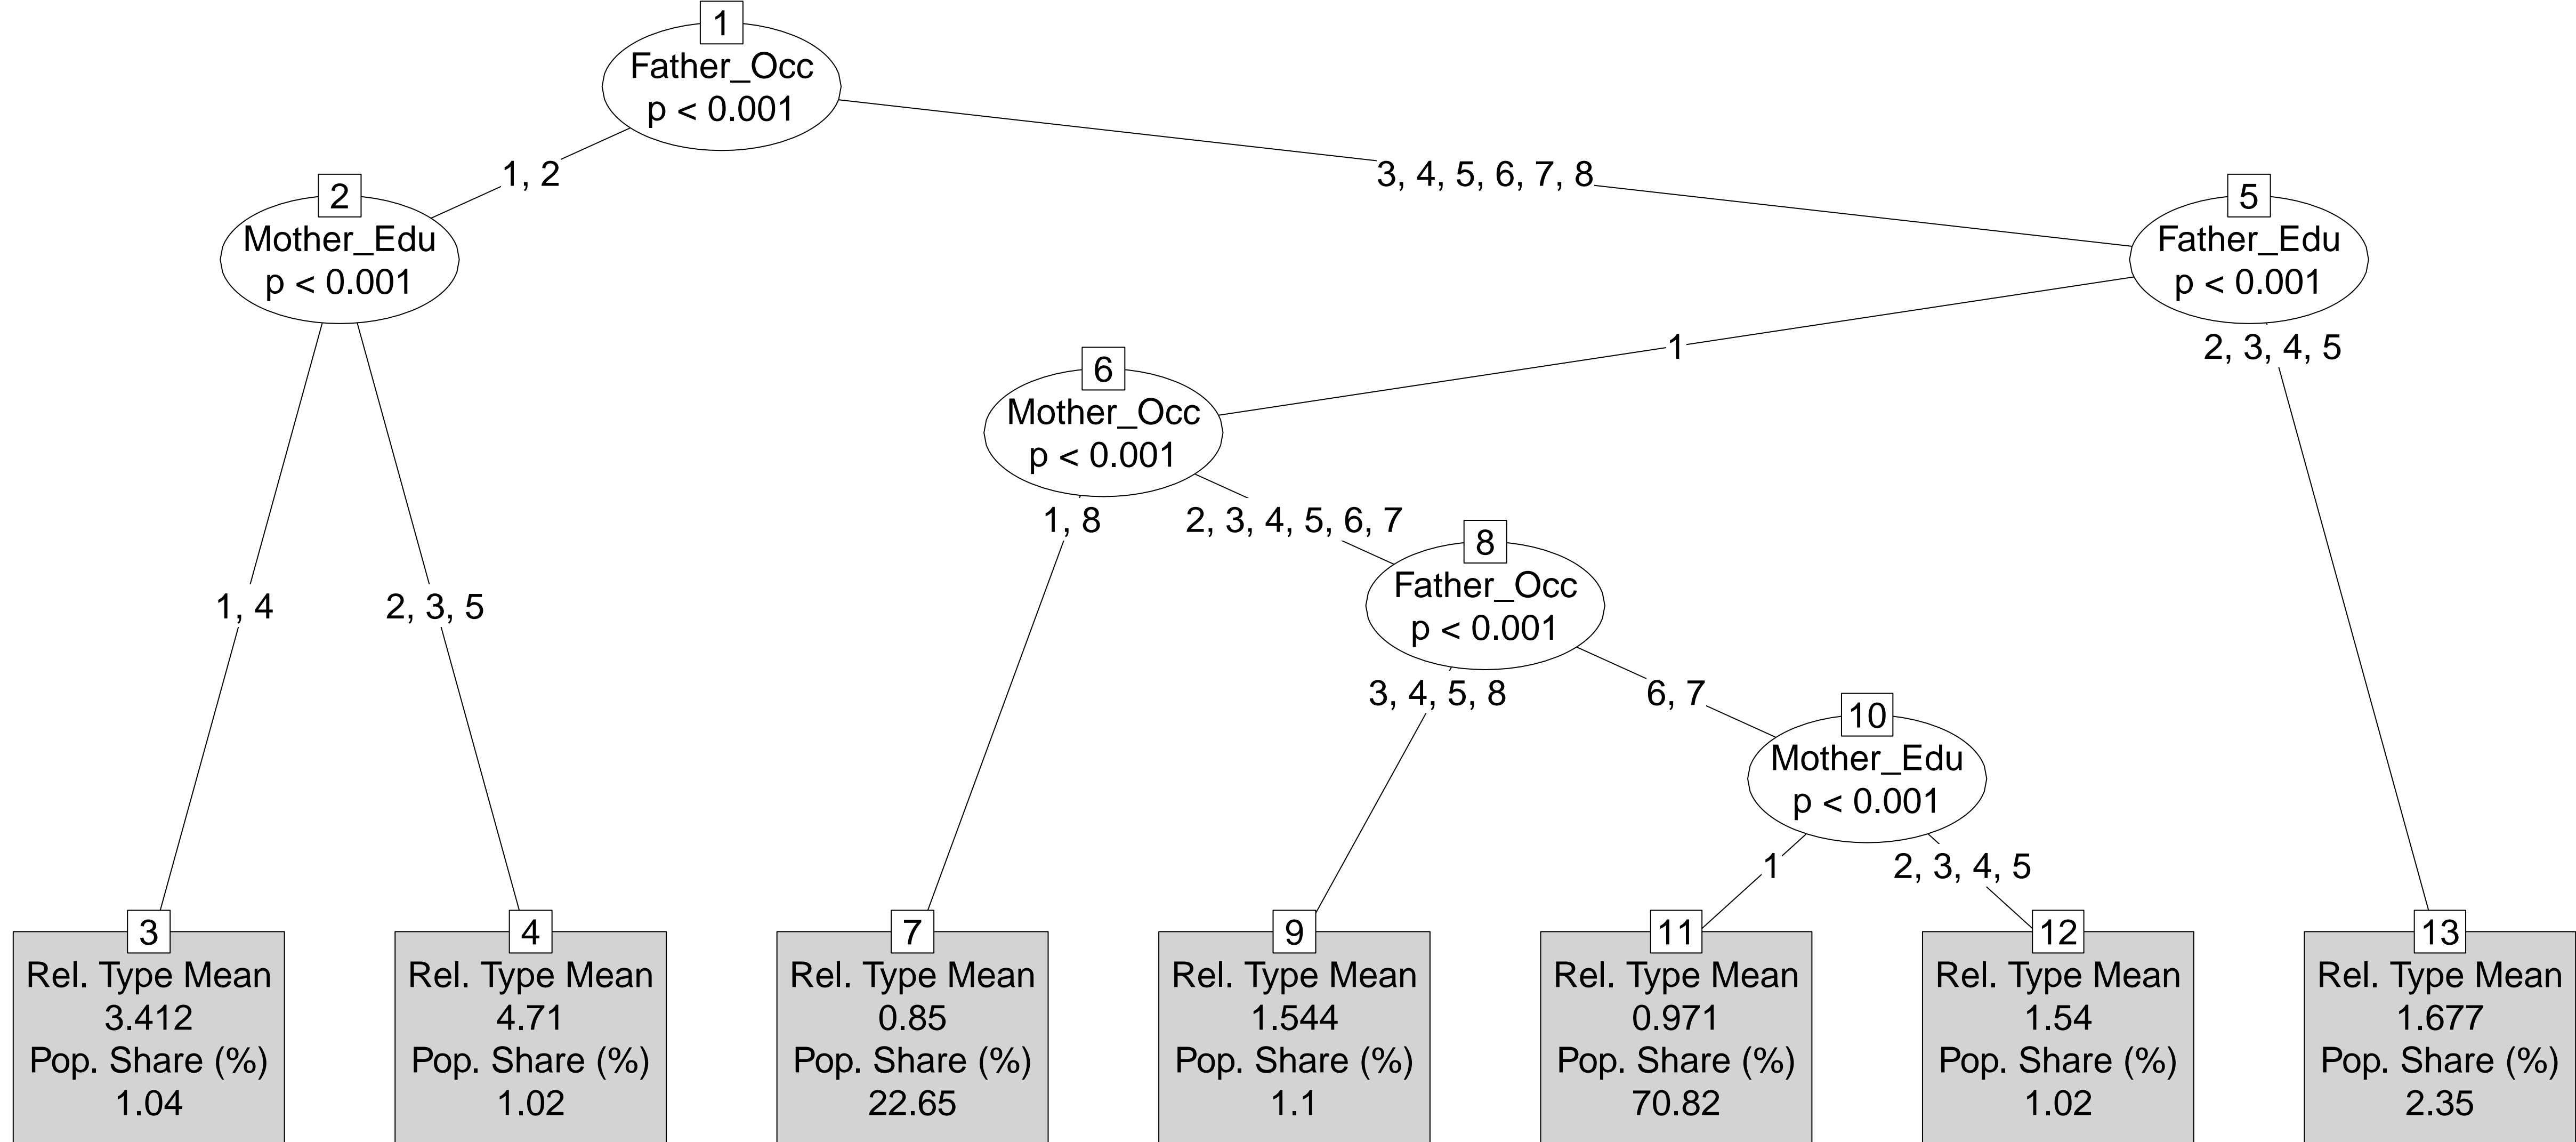 1
Father_Occ
p < 0.001
1, 2
3, 4, 5, 6, 7, 8
2
Mother_Edu
p < 0.001
5
Father_Edu
p < 0.001
1
2, 3, 4, 5
6
Mother_Occ
p < 0.001
1, 8
2, 3, 4, 5, 6, 7
8
Father_Occ
p < 0.001
1, 4
2, 3, 5
3, 4, 5, 8
6, 7
10
Mother_Edu
p < 0.001
1
2, 3, 4, 5
3
Rel. Type Mean
3.412
Pop. Share (%)
1.04
4
Rel. Type Mean
4.71
Pop. Share (%)
1.02
7
Rel. Type Mean
0.85
Pop. Share (%)
22.65
9
Rel. Type Mean
1.544
Pop. Share (%)
1.1
11
Rel. Type Mean
0.971
Pop. Share (%)
70.82
12
Rel. Type Mean
1.54
Pop. Share (%)
1.02
13
Rel. Type Mean
1.677
Pop. Share (%)
2.35